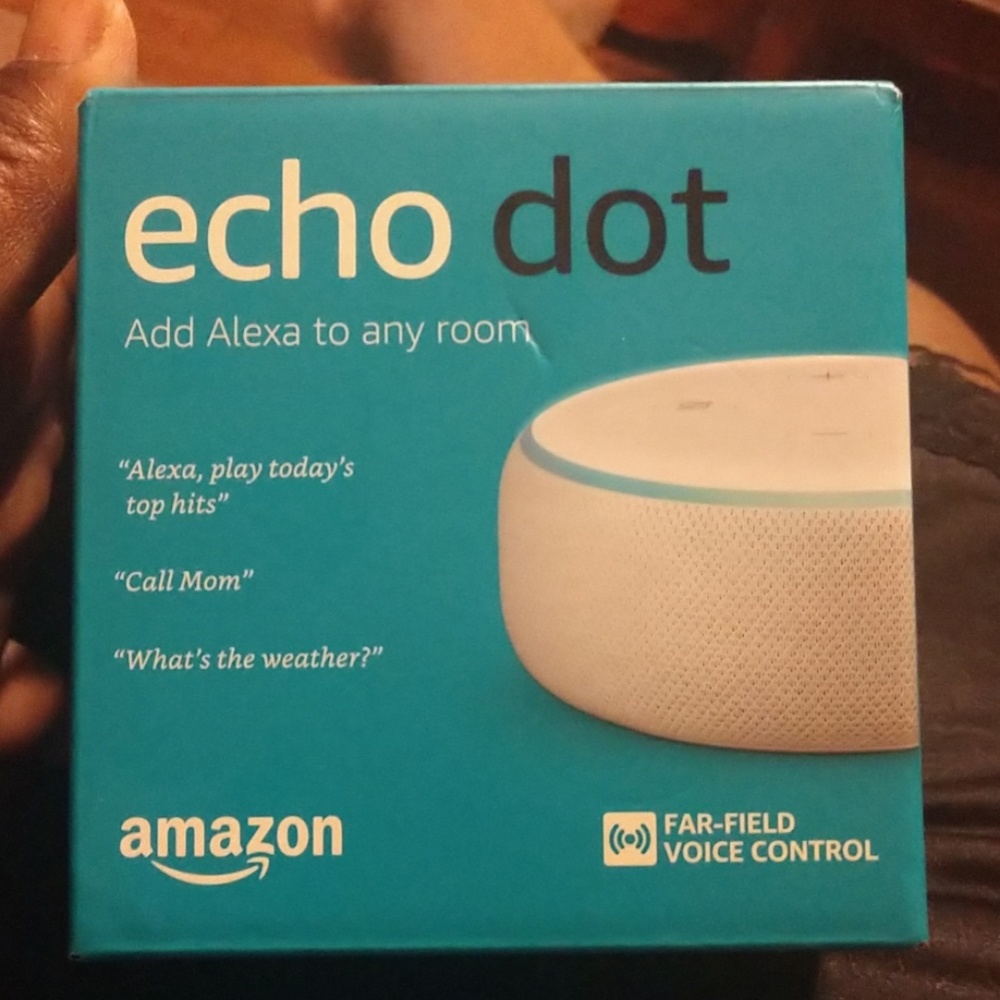 echo dot
Add Alexa to any room
“Alexa, play today’s
top hits”
“Call Mom”
“What’s the weather?”
amazon
FAR-FIELD
VOICE CONTROL